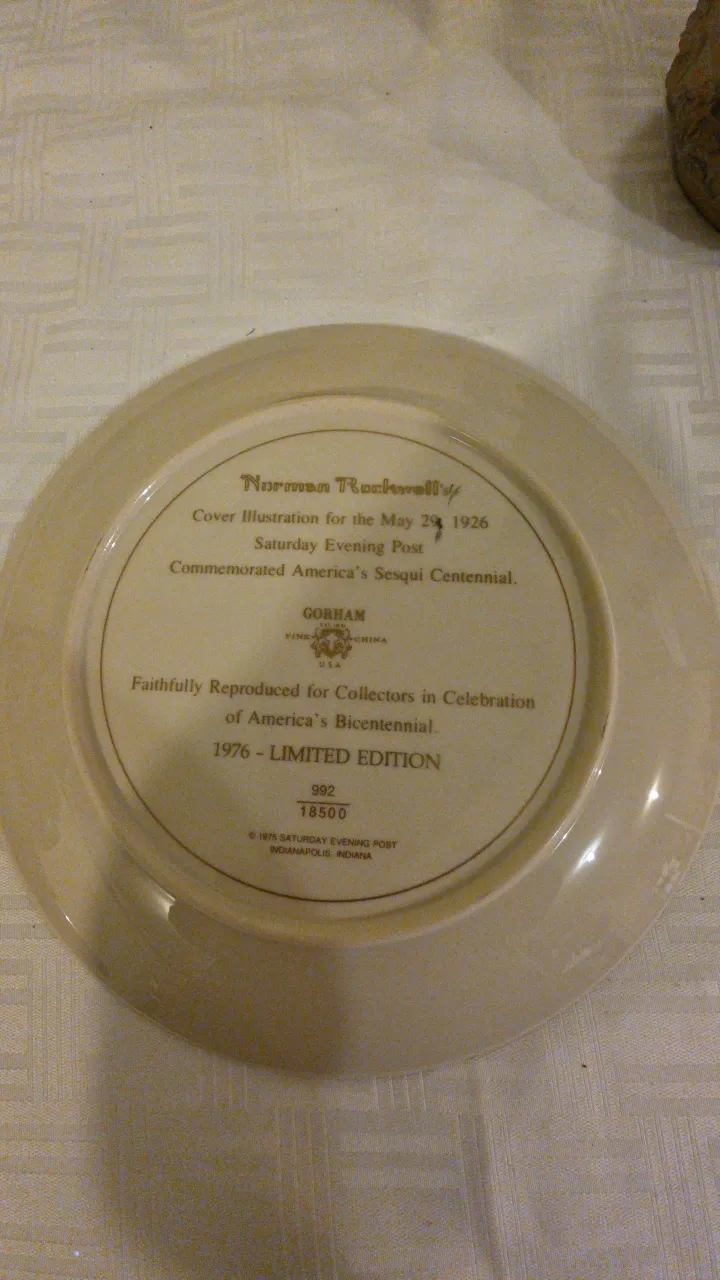 Norman Rockwell's
Cover Illustration for the May 29, 1926
Saturday Evening Post
Commemorated America's Sesqui Centennial.
GORHAM
FINE CHINA
USA
Faithfully Reproduced for Collectors in Celebration
of America's Bicentennial.
1976 - LIMITED EDITION
992
18500
© 1975 SATURDAY EVENING POST
INDIANAPOLIS, INDIANA